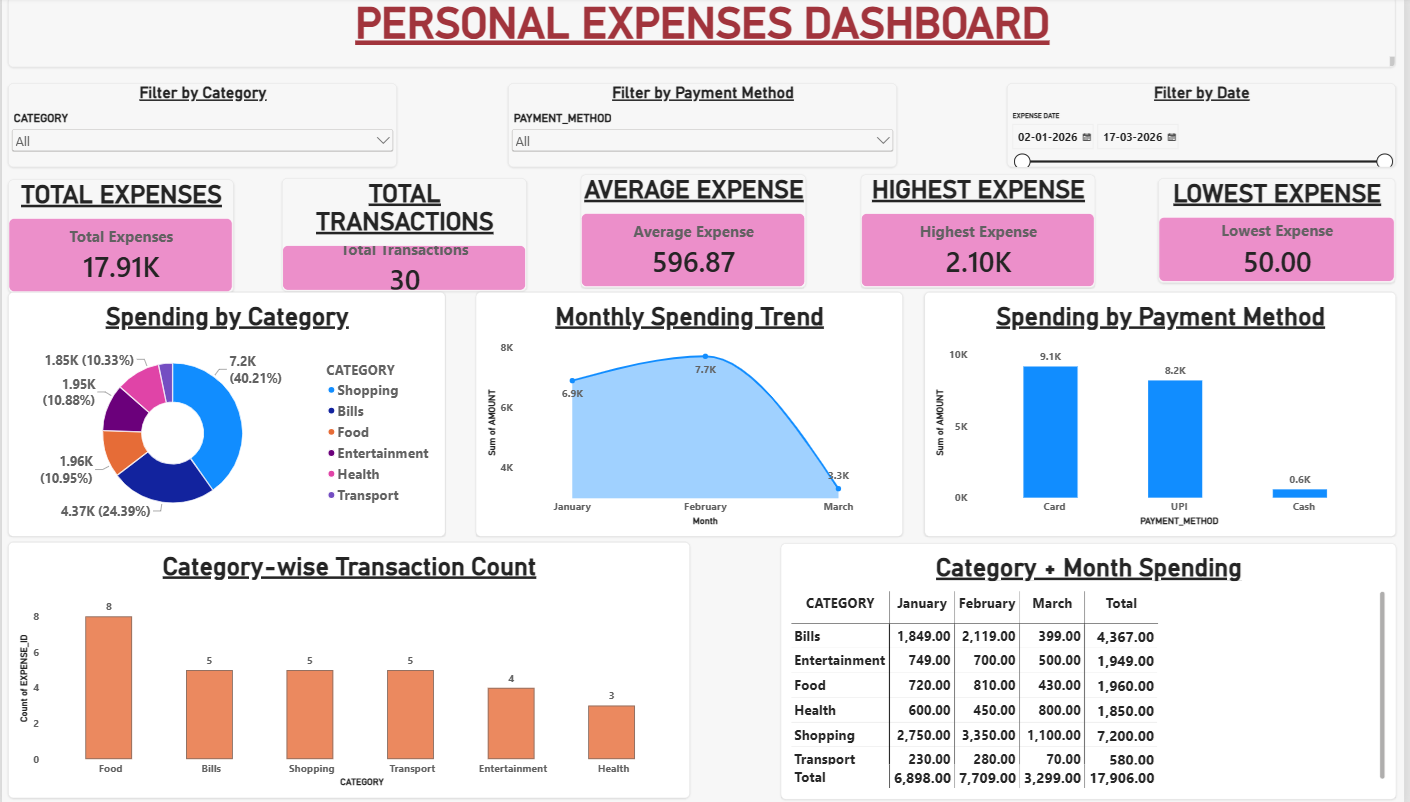 PERSONAL EXPENSES DASHBOARD
Filter by Category
CATEGORY
All
Filter by Payment Method
PAYMENT_METHOD
All
Filter by Date
EXPENSE DATE
02-01-2026 17-03-2026
TOTAL EXPENSES
Total Expenses
17.91K
TOTAL
TRANSACTIONS
Total Transactions
30
AVERAGE EXPENSE
Average Expense
596.87
HIGHEST EXPENSE
Highest Expense
2.10K
LOWEST EXPENSE
Lowest Expense
50.00
Spending by Category
1.85K (10.33%)
7.2K
(40.21%)
1.95K
(10.88%)
1.96K
(10.95%)
4.37K (24.39%)
CATEGORY
Shopping
Bills
Food
Entertainment
Health
Transport
Monthly Spending Trend
Sum of AMOUNT
8K
6K
4K
6.9K
7.7K
3.3K
January February March
Month
Spending by Payment Method
Sum of AMOUNT
10K
5K
0K
9.1K
8.2K
0.6K
Card UPI Cash
PAYMENT_METHOD
Category-wise Transaction Count
Count of EXPENSE_ID
8
6
4
2
0
8 5 5 5 4 3
Food Bills Shopping Transport Entertainment Health
CATEGORY
Category + Month Spending
CATEGORY January February March Total
Bills 1,849.00 2,119.00 399.00 4,367.00
Entertainment 749.00 700.00 500.00 1,949.00
Food 720.00 810.00 430.00 1,960.00
Health 600.00 450.00 800.00 1,850.00
Shopping 2,750.00 3,350.00 1,100.00 7,200.00
Transport 230.00 280.00 70.00 580.00
Total 6,898.00 7,709.00 3,299.00 17,906.00